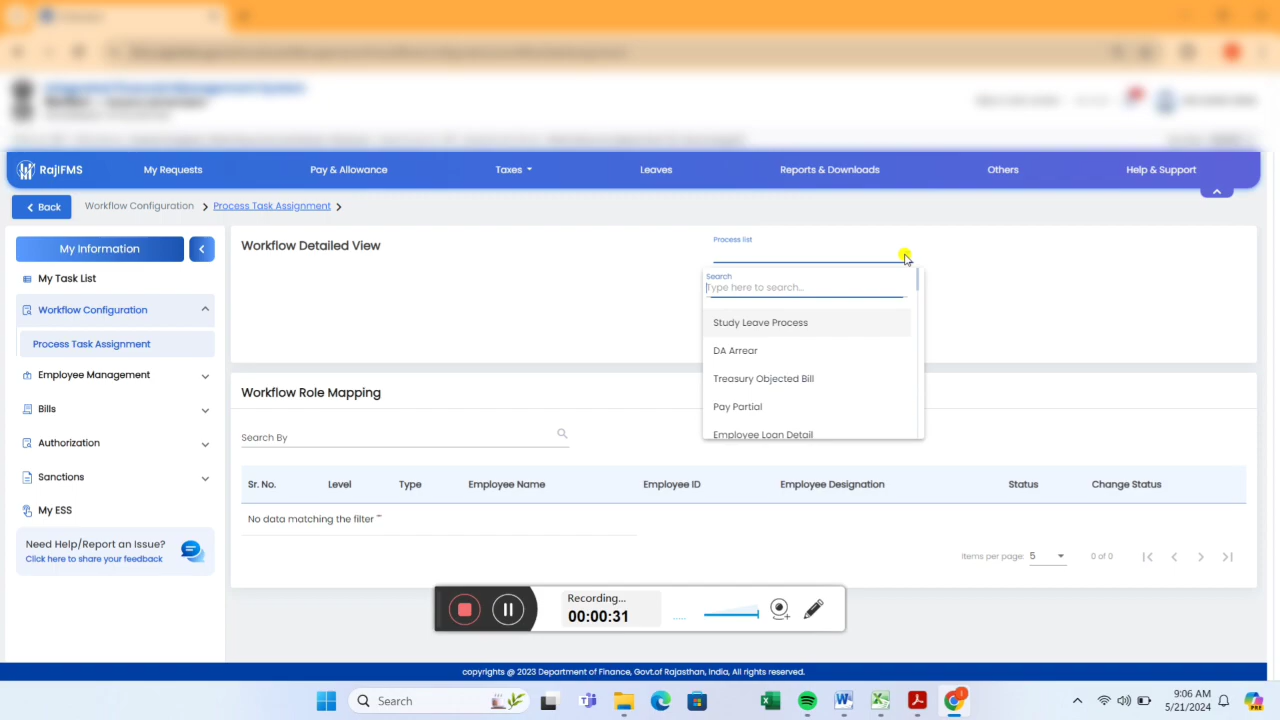 RajIFMS
My Requests
Pay & Allowance
Taxes
Leaves
Reports & Downloads
Others
Help & Support
Back
Workflow Configuration
Process Task Assignment
My Information
My Task List
Workflow Configuration
Process Task Assignment
Employee Management
Bills
Authorization
Sanctions
My ESS
Need Help/Report an Issue?
Click here to share your feedback
Workflow Detailed View
Process list
Search
Type here to search...
Study Leave Process
DA Arrear
Treasury Objected Bill
Pay Partial
Employee Loan Detail
Workflow Role Mapping
Search By
Sr. No. Level Type Employee Name Employee ID Employee Designation Status Change Status
No data matching the filter ""
Items per page: 5 0 of 0
Recording...
00:00:31
copyrights @ 2023 Department of Finance, Govt.of Rajasthan, India, All rights reserved.
Search
9:06 AM
5/21/2024